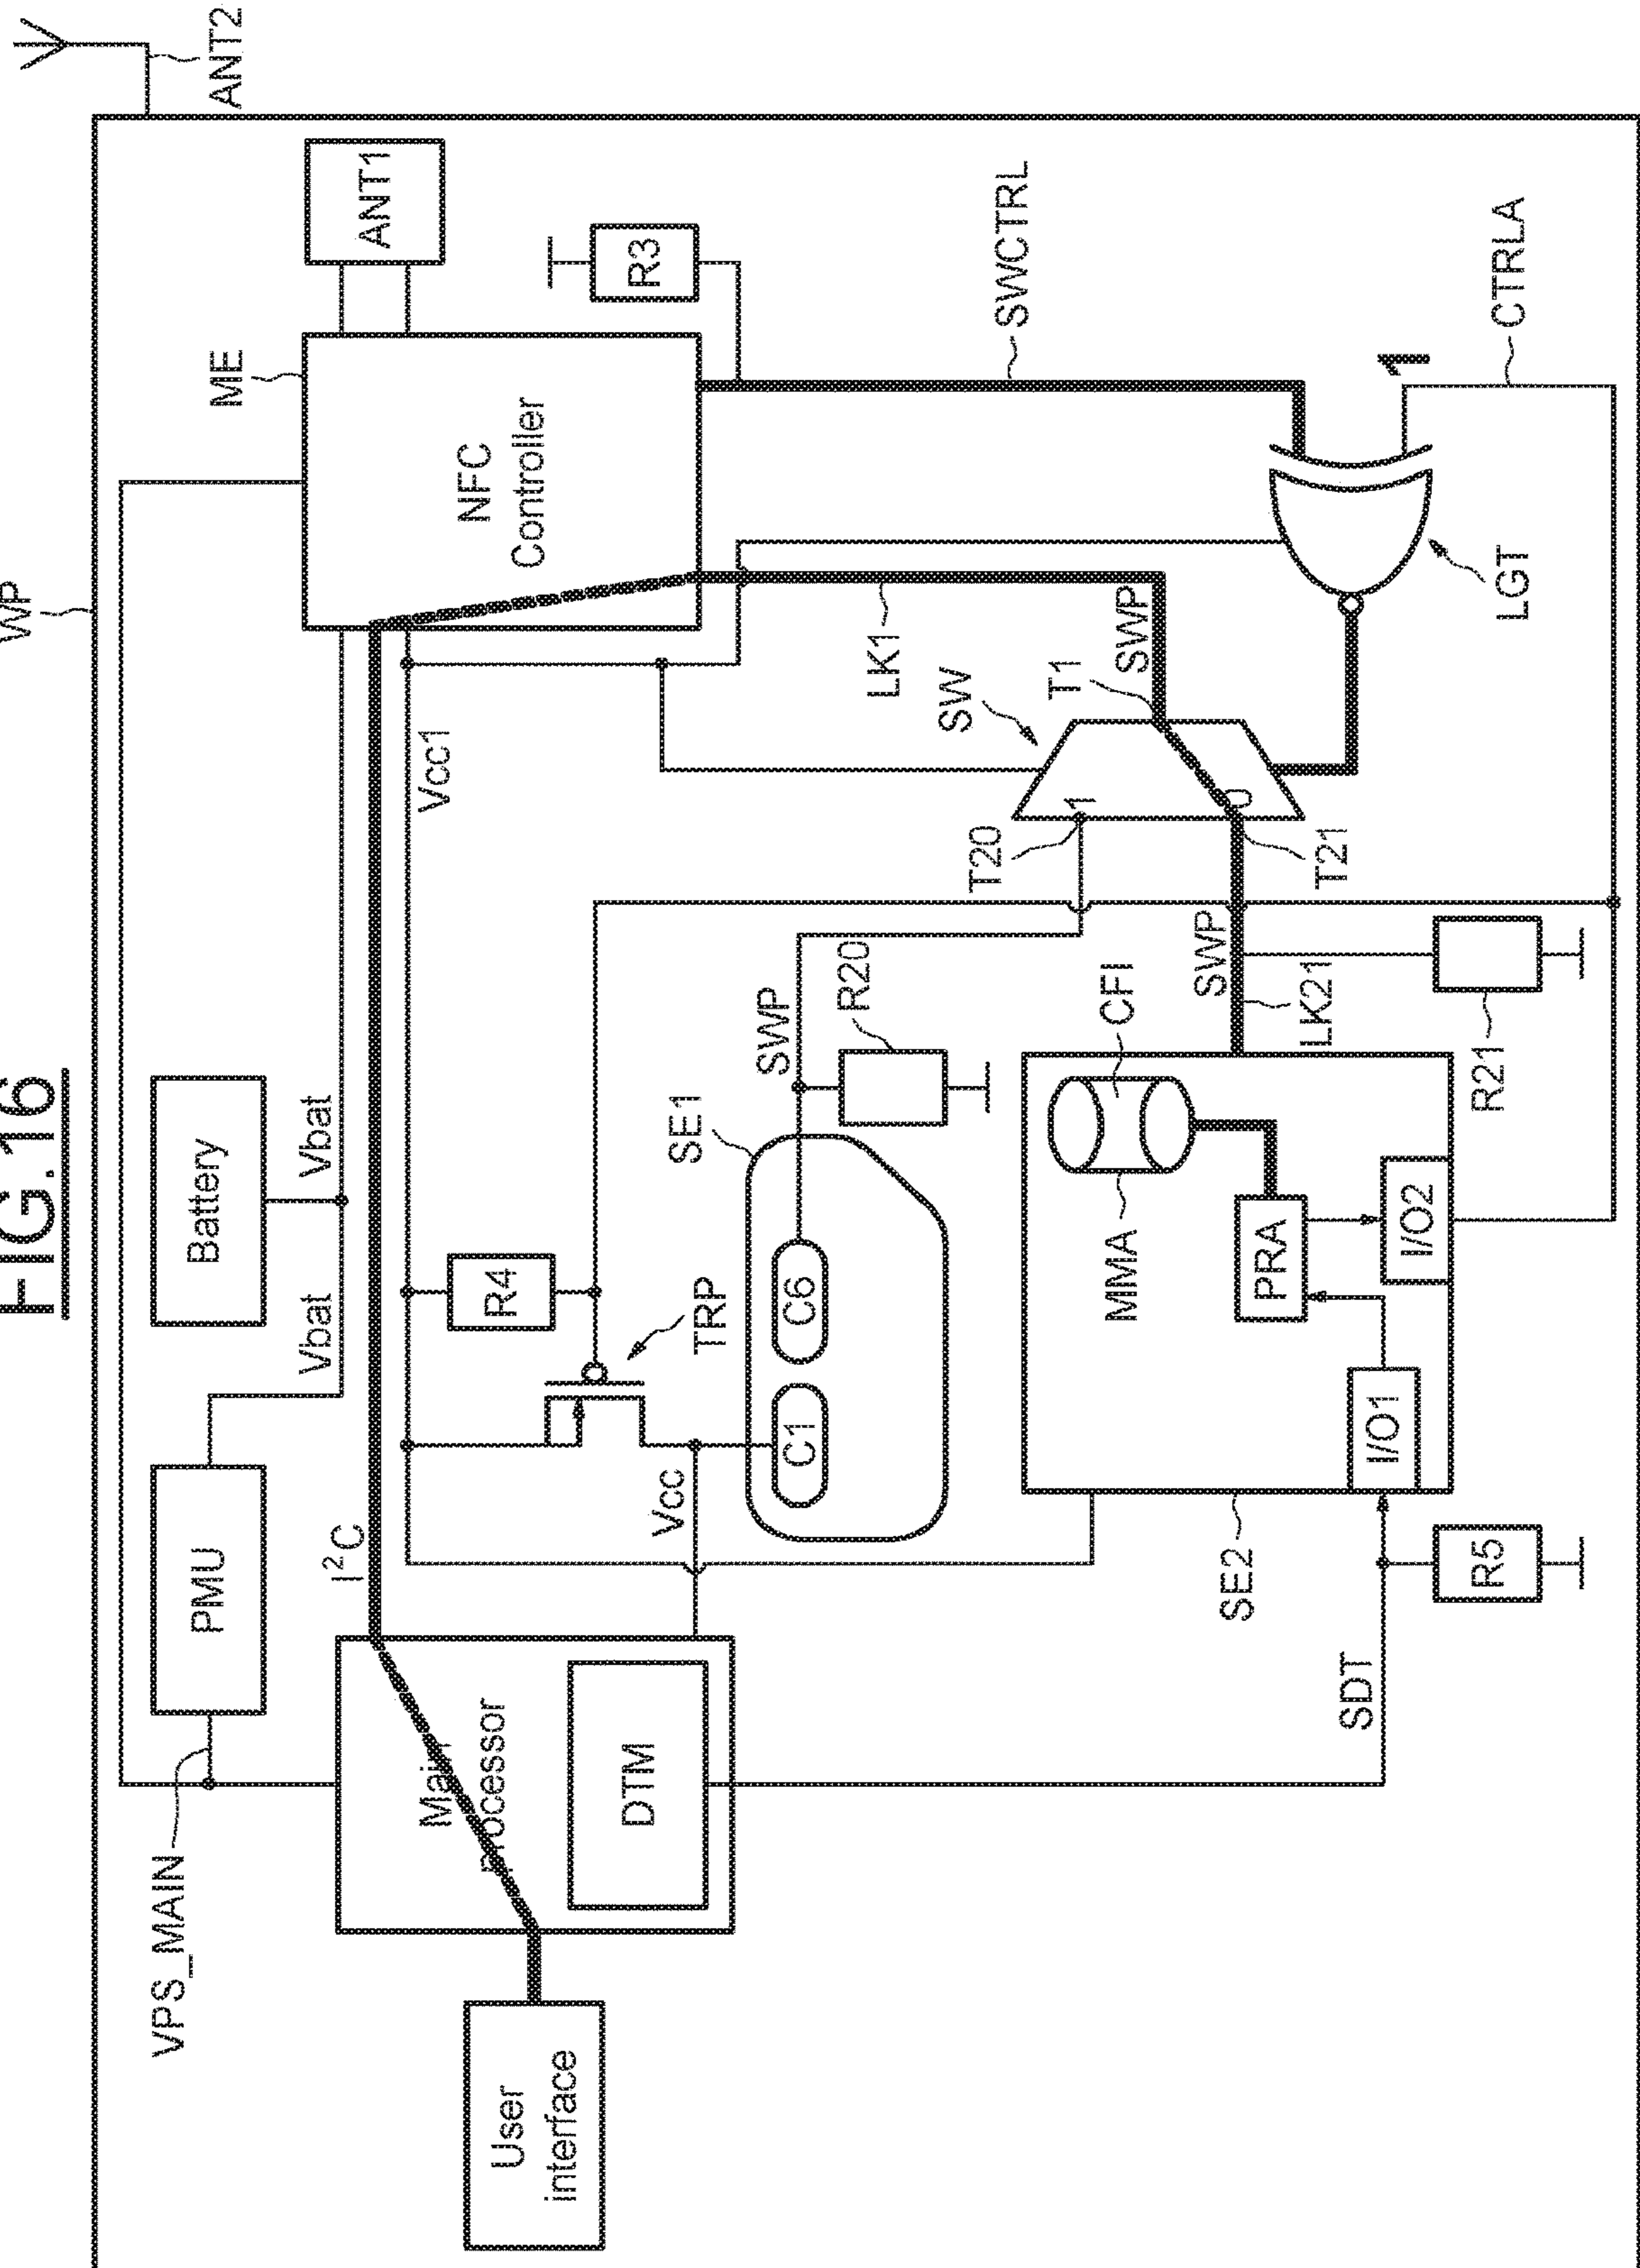 FIG.16
WP
ANT2
VPS_MAIN
PMU
Battery
Vbat
Vbat
ME
ANT1
I²C
Vcc1
NFC
Controller
R3
User
interface
Main
processor
DTM
R4
TRP
Vcc
SE1
C1
C6
SWP
R20
SW
LK1
SWCTRL
T20
T1
SWP
1
0
T21
SWP
LK21
R21
CFI
MMA
PRA
I/O1
I/O2
SE2
SDT
R5
1
LGT
CTRLA